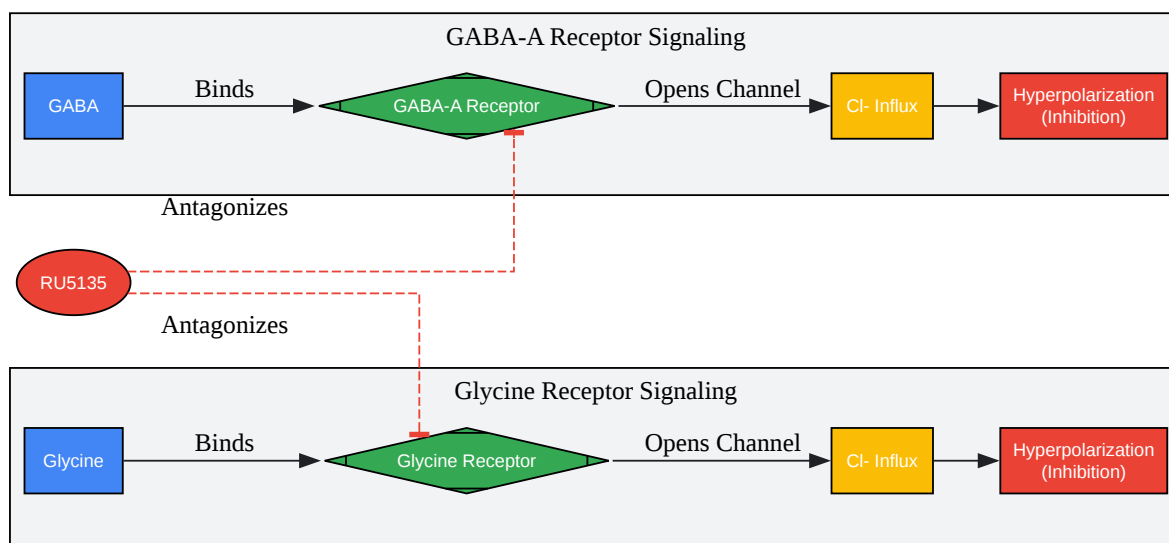 GABA-A Receptor Signaling
GABA
Binds
GABA-A Receptor
Opens Channel
Cl- Influx
Hyperpolarization
(Inhibition)
Antagonizes
RU5135
Antagonizes
Glycine Receptor Signaling
Glycine
Binds
Glycine Receptor
Opens Channel
Cl- Influx
Hyperpolarization
(Inhibition)